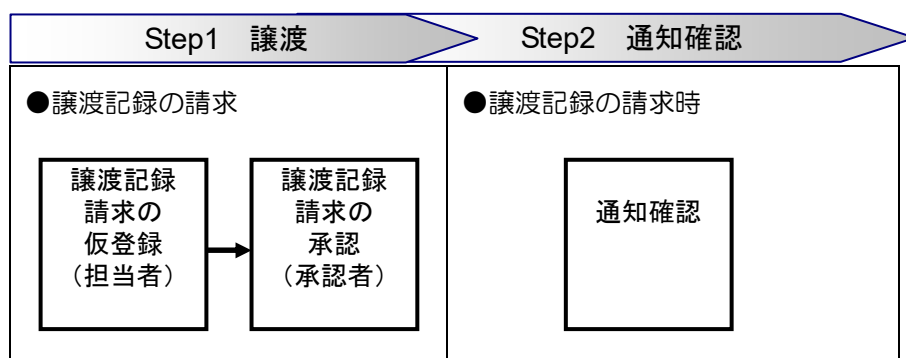 Step1 譲渡
Step2 通知確認
●譲渡記録の請求
●譲渡記録の請求時
譲渡記録
請求の
仮登録
(担当者)
譲渡記録
請求の
承認
(承認者)
通知確認